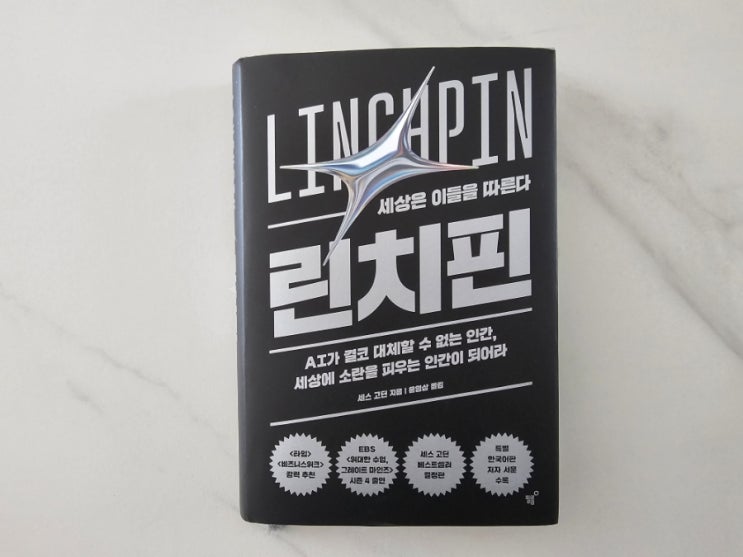 LINCHPIN
세상은 이들을 따른다
린치핀
AI가 결코 대체할 수 없는 인간,
세상에 소란을 피우는 인간이 되어라
세스 고딘 지음 | 윤영삼 옮김
<타임>
<비즈니스위크>
강력 추천
EBS
<위대한 수업,
그레이트 마인즈>
시즌 4 출연
세스 고딘
베스트셀러
결정판
특별
한국어판
저자 서문
수록